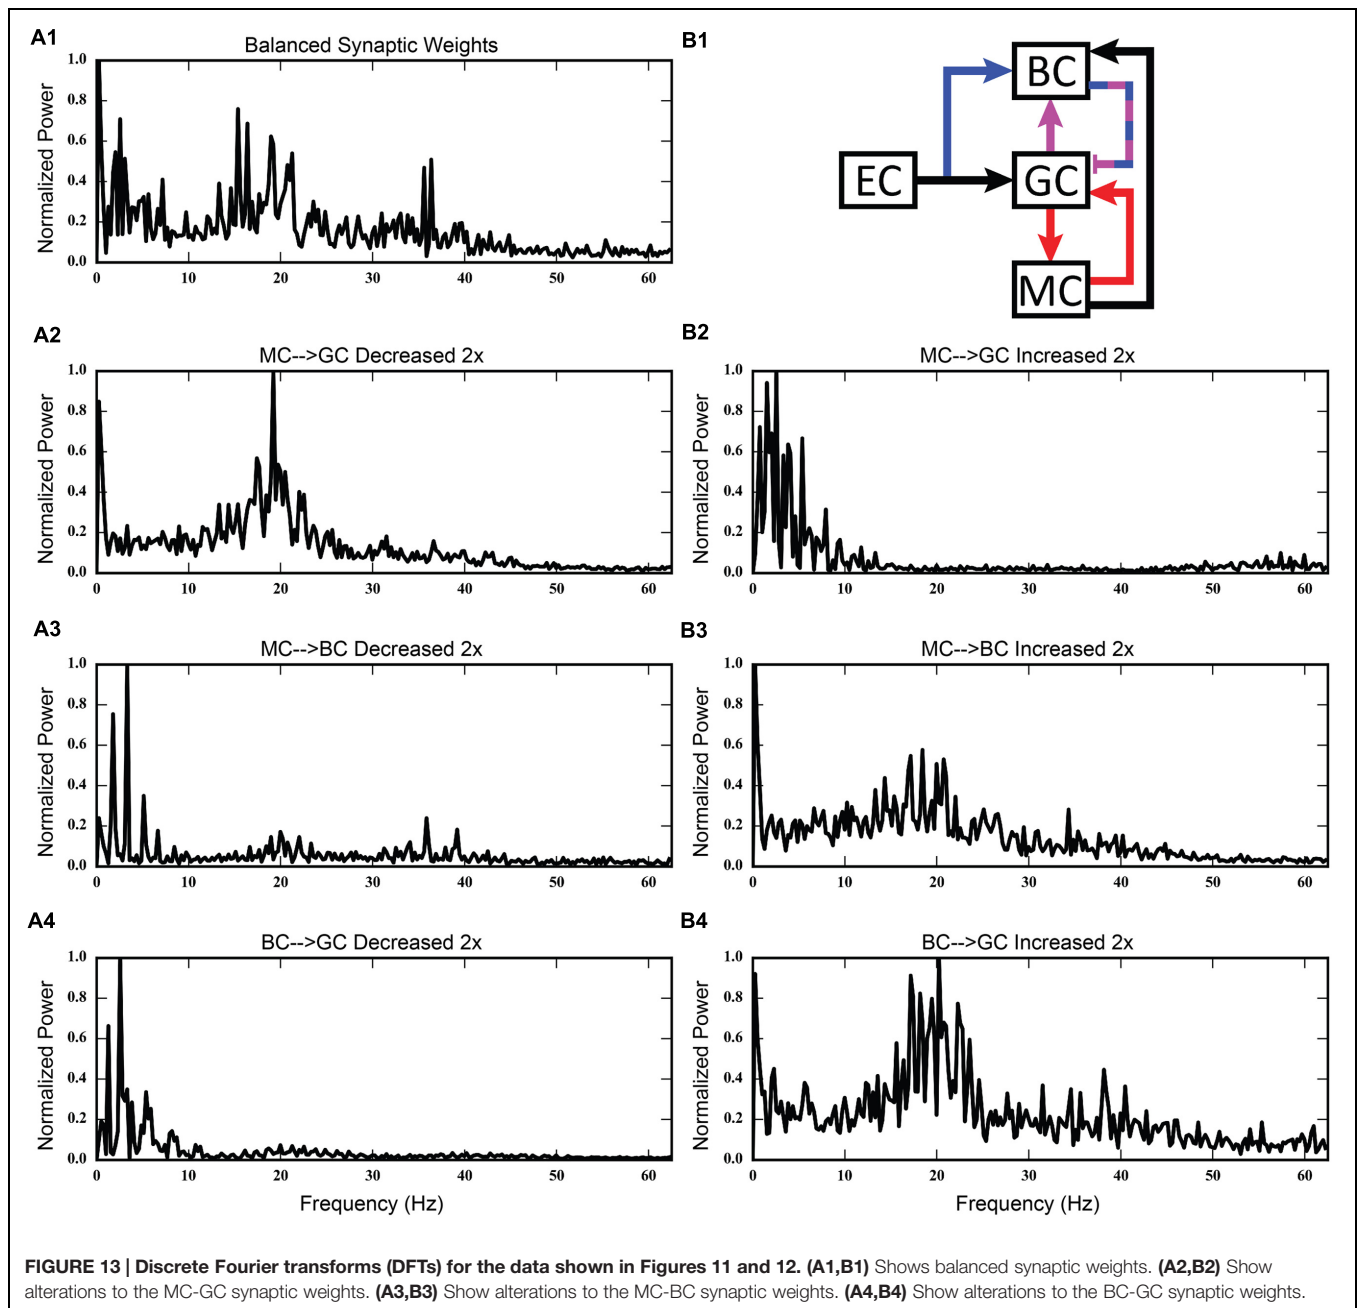 A1
Balanced Synaptic Weights
Normalized Power
1.0
0.8
0.6
0.4
0.2
0.0
0 10 20 30 40 50 60
B1
BC
EC
GC
MC
A2
MC-->GC Decreased 2x
Normalized Power
1.0
0.8
0.6
0.4
0.2
0.0
0 10 20 30 40 50 60
B2
MC-->GC Increased 2x
Normalized Power
1.0
0.8
0.6
0.4
0.2
0.0
0 10 20 30 40 50 60
A3
MC-->BC Decreased 2x
Normalized Power
1.0
0.8
0.6
0.4
0.2
0.0
0 10 20 30 40 50 60
B3
MC-->BC Increased 2x
Normalized Power
1.0
0.8
0.6
0.4
0.2
0.0
0 10 20 30 40 50 60
A4
BC-->GC Decreased 2x
Normalized Power
1.0
0.8
0.6
0.4
0.2
0.0
0 10 20 30 40 50 60
Frequency (Hz)
B4
BC-->GC Increased 2x
Normalized Power
1.0
0.8
0.6
0.4
0.2
0.0
0 10 20 30 40 50 60
Frequency (Hz)
FIGURE 13 | Discrete Fourier transforms (DFTs) for the data shown in Figures 11 and 12. (A1,B1) Shows balanced synaptic weights. (A2,B2) Show
alterations to the MC-GC synaptic weights. (A3,B3) Show alterations to the MC-BC synaptic weights. (A4,B4) Show alterations to the BC-GC synaptic weights.